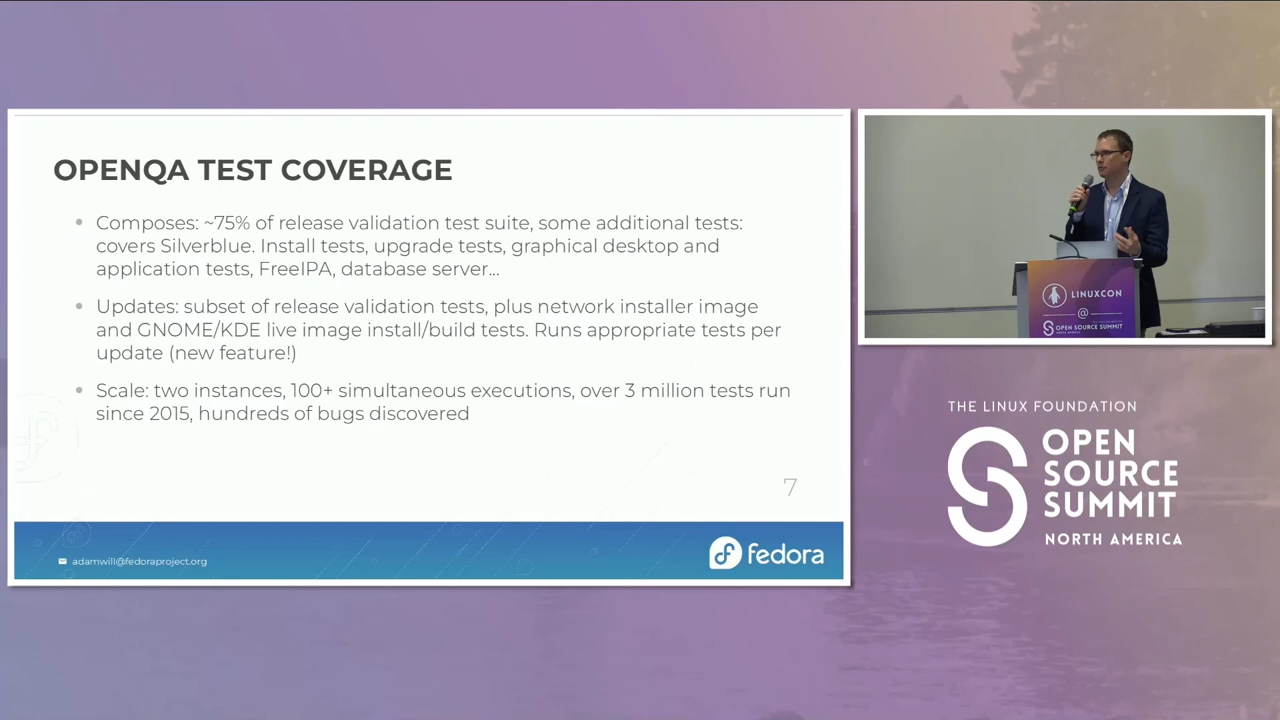 OPENQA TEST COVERAGE
• Composes: ~75% of release validation test suite, some additional tests:
covers Silverblue. Install tests, upgrade tests, graphical desktop and
application tests, FreeIPA, database server...
• Updates: subset of release validation tests, plus network installer image
and GNOME/KDE live image install/build tests. Runs appropriate tests per
update (new feature!)
• Scale: two instances, 100+ simultaneous executions, over 3 million tests run
since 2015, hundreds of bugs discovered
7
adamwill@fedoraproject.org
fedora
LINUXCON
@
OPEN SOURCE SUMMIT
THE LINUX FOUNDATION
OPEN
SOURCE
SUMMIT
NORTH AMERICA